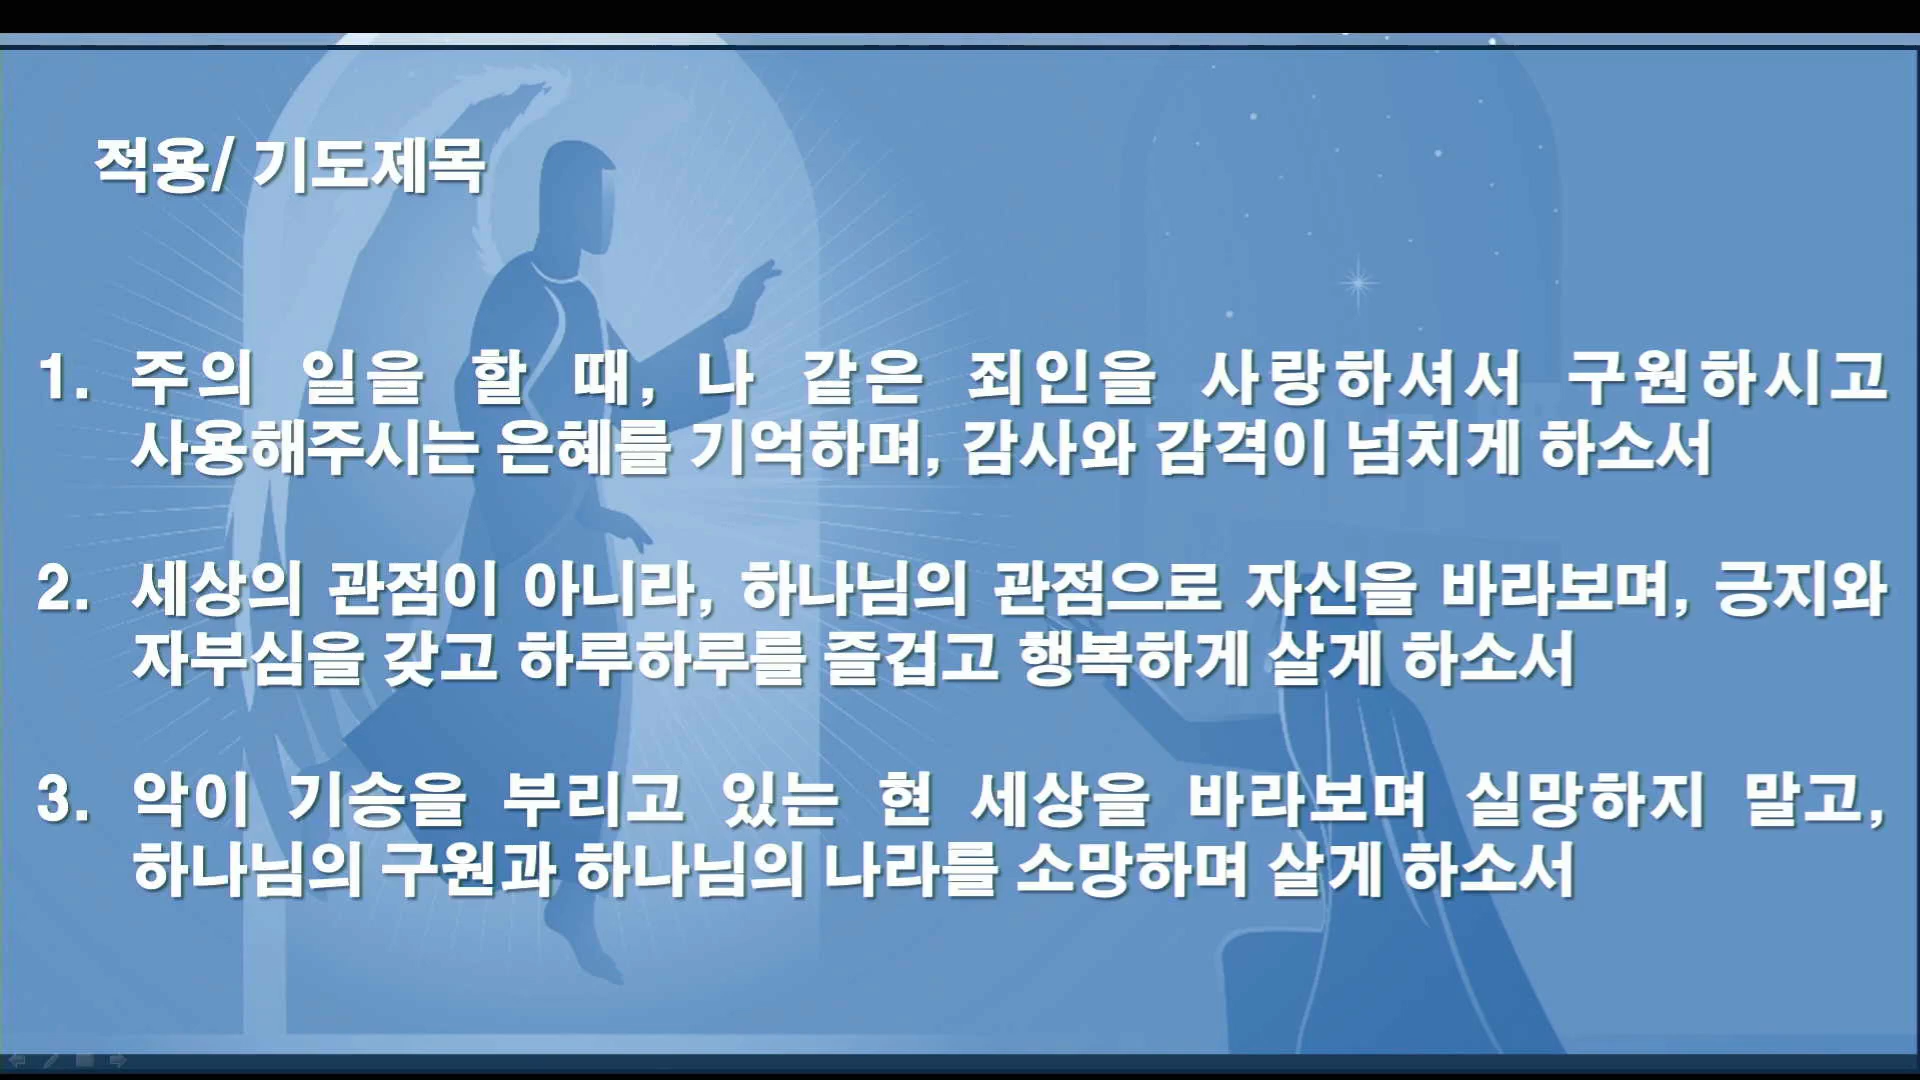 적용/ 기도제목
1. 주의 일을 할 때, 나 같은 죄인을 사랑하셔서 구원하시고
사용해주시는 은혜를 기억하며, 감사와 감격이 넘치게 하소서
2. 세상의 관점이 아니라, 하나님의 관점으로 자신을 바라보며, 긍지와
자부심을 갖고 하루하루를 즐겁고 행복하게 살게 하소서
3. 악이 기승을 부리고 있는 현 세상을 바라보며 실망하지 말고,
하나님의 구원과 하나님의 나라를 소망하며 살게 하소서